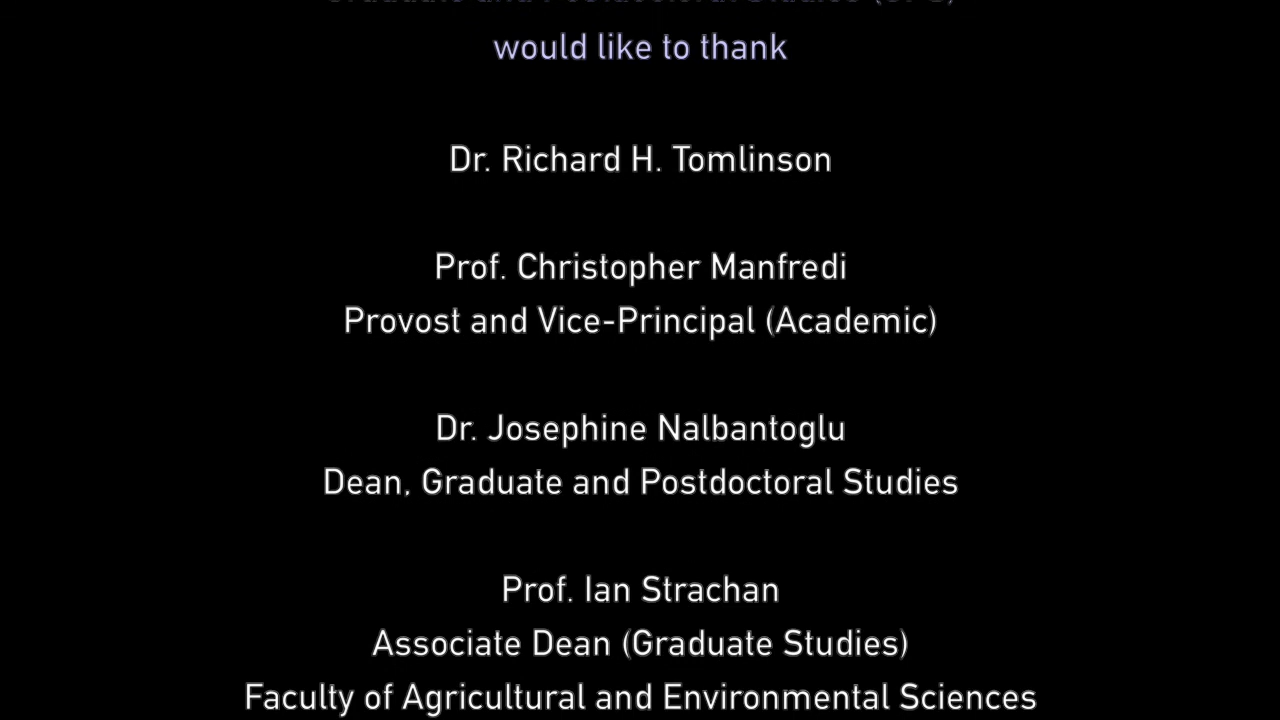 would like to thank
Dr. Richard H. Tomlinson
Prof. Christopher Manfredi
Provost and Vice-Principal (Academic)
Dr. Josephine Nalbantoglu
Dean, Graduate and Postdoctoral Studies
Prof. Ian Strachan
Associate Dean (Graduate Studies)
Faculty of Agricultural and Environmental Sciences